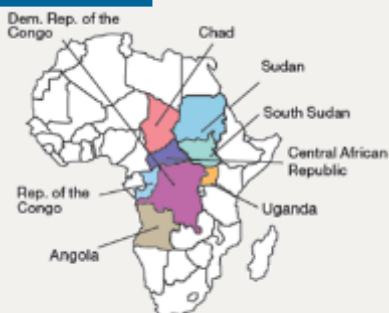 Dem. Rep. of the
Congo
Chad
Sudan
South Sudan
Central African
Republic
Rep. of the
Congo
Uganda
Angola